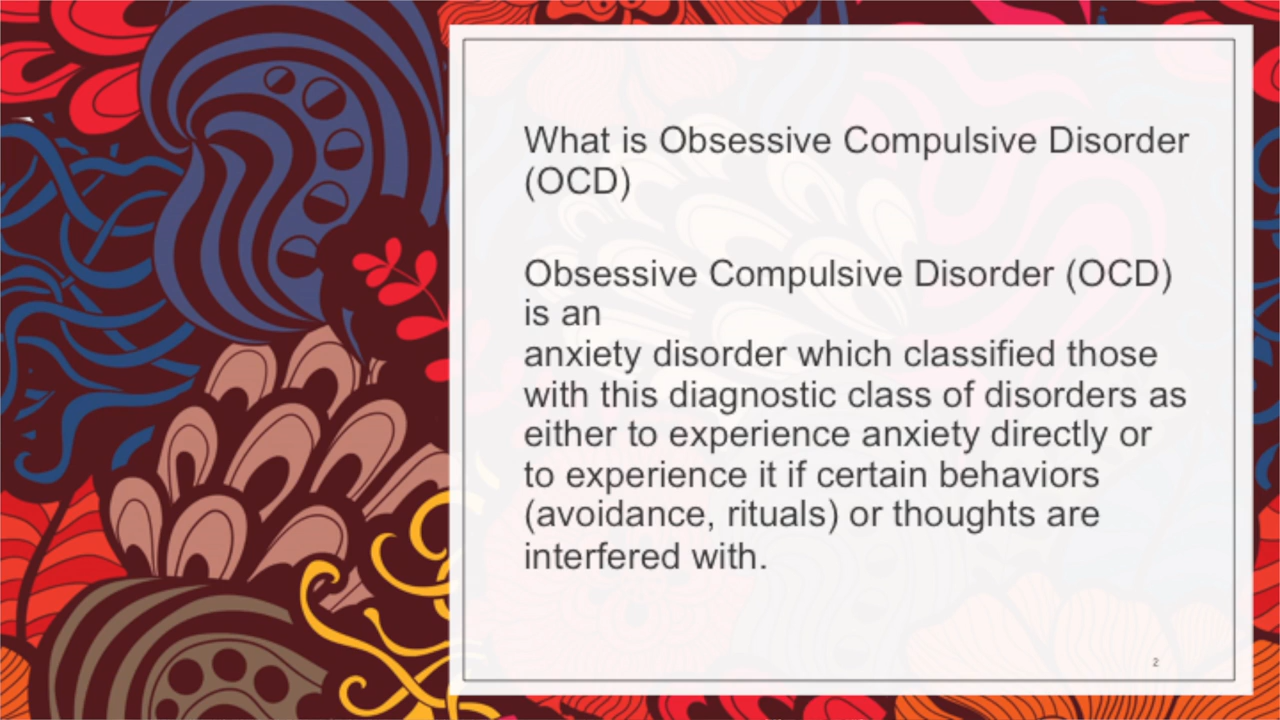 What is Obsessive Compulsive Disorder
(OCD)
Obsessive Compulsive Disorder (OCD)
is an
anxiety disorder which classified those
with this diagnostic class of disorders as
either to experience anxiety directly or
to experience it if certain behaviors
(avoidance, rituals) or thoughts are
interfered with.
2